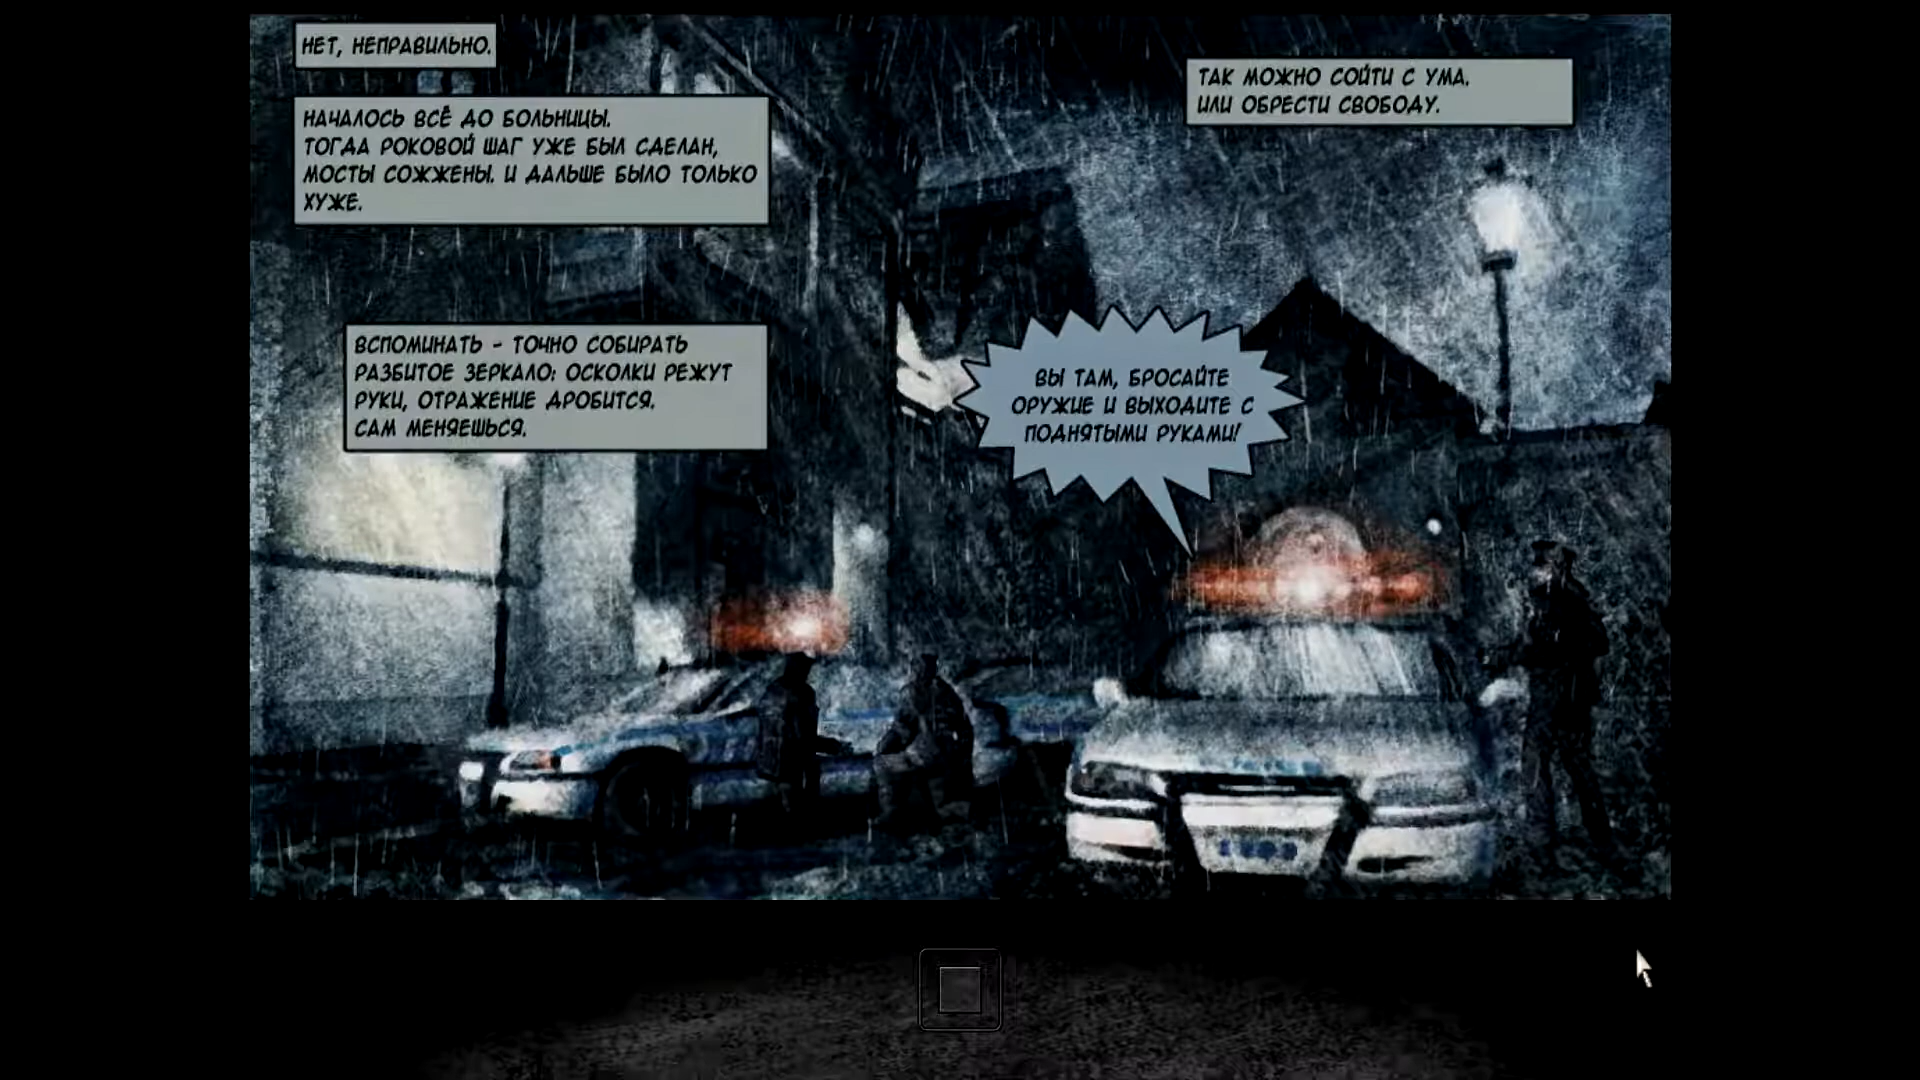 НЕТ, НЕПРАВИЛЬНО.
НАЧАЛОСЬ ВСЁ ДО БОЛЬНИЦЫ.
ТОГДА РОКОВОЙ ШАГ УЖЕ БЫЛ СДЕЛАН,
МОСТЫ СОЖЖЕНЫ. И ДАЛЬШЕ БЫЛО ТОЛЬКО
ХУЖЕ.
ВСПОМИНАТЬ - ТОЧНО СОБИРАТЬ
РАЗБИТОЕ ЗЕРКАЛО: ОСКОЛКИ РЕЖУТ
РУКИ, ОТРАЖЕНИЕ ДРОБИТСЯ.
САМ МЕНЯЕШЬСЯ.
ТАК МОЖНО СОЙТИ С УМА.
ИЛИ ОБРЕСТИ СВОБОДУ.
ВЫ ТАМ, БРОСАЙТЕ
ОРУЖИЕ И ВЫХОДИТЕ С
ПОДНЯТЫМИ РУКАМИ!